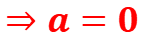 ⇒ a = 0